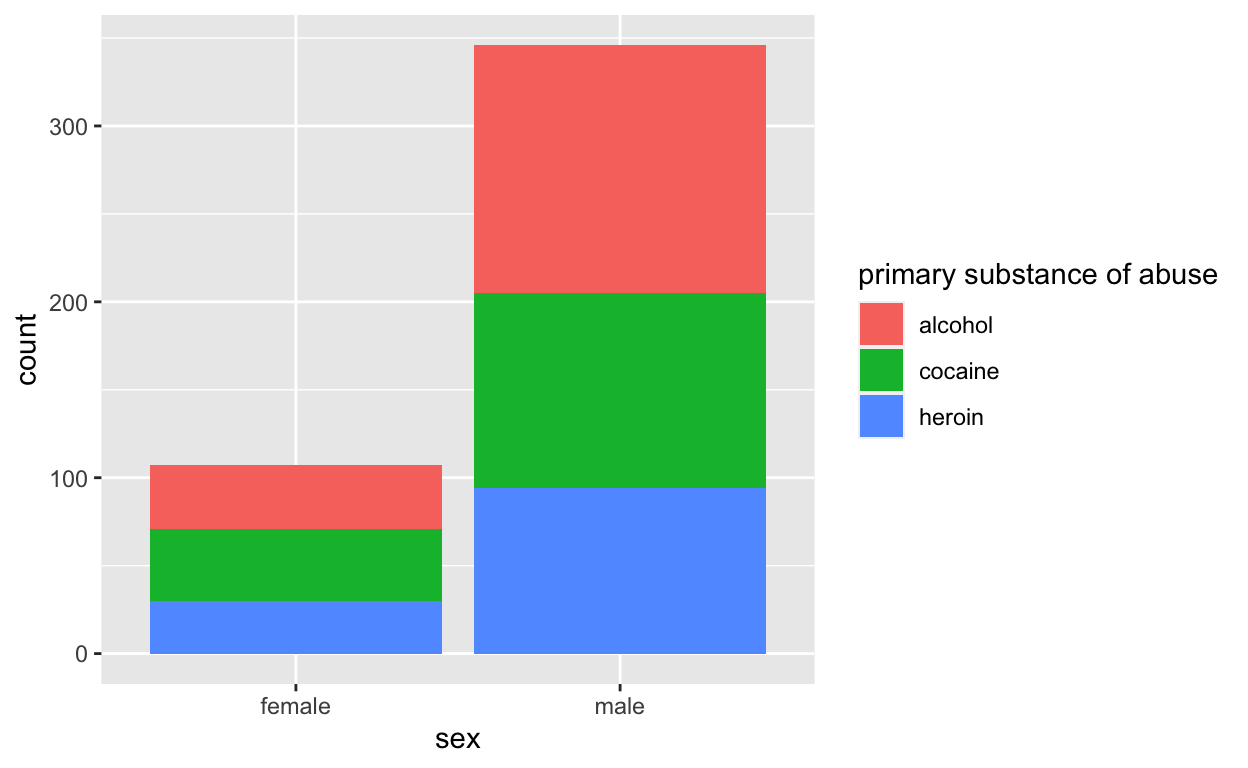 300
200
100
0
count
female
male
sex
primary substance of abuse
alcohol
cocaine
heroin